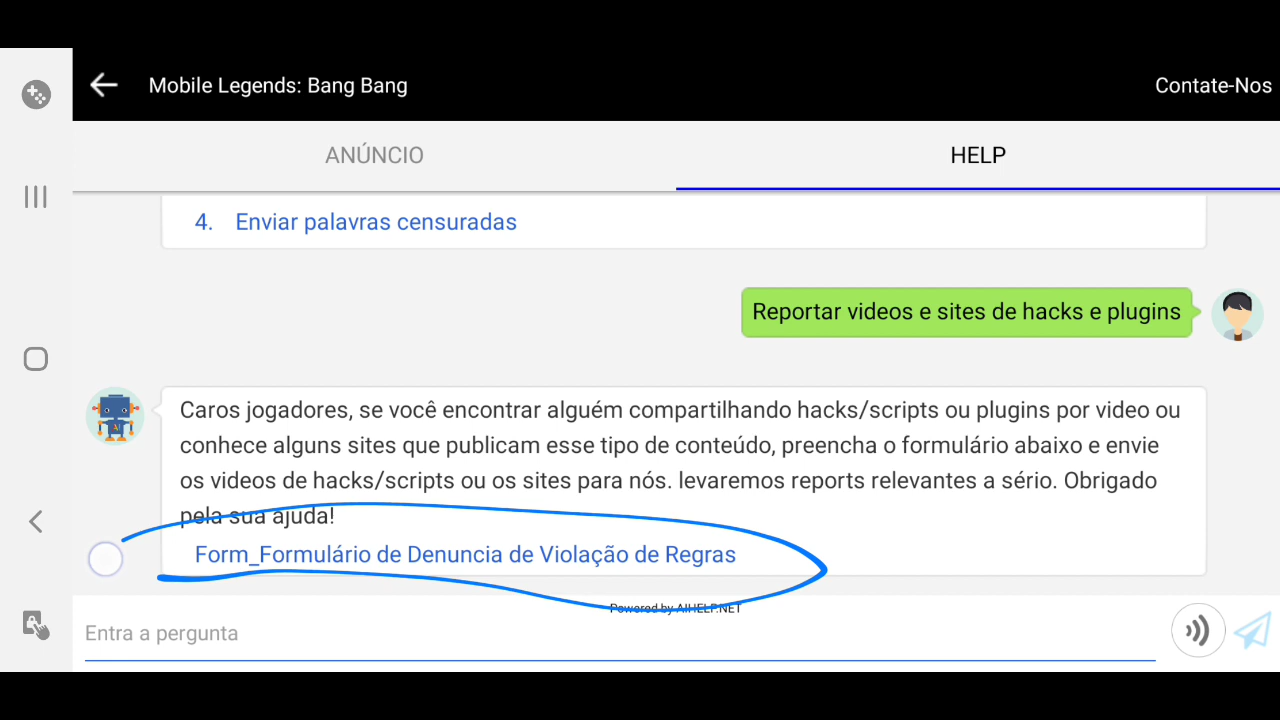 Mobile Legends: Bang Bang
Contate-Nos
ANÚNCIO
HELP
4. Enviar palavras censuradas
Reportar videos e sites de hacks e plugins
Caros jogadores, se você encontrar alguém compartilhando hacks/scripts ou plugins por video ou
conhece alguns sites que publicam esse tipo de conteúdo, preencha o formulário abaixo e envie
os videos de hacks/scripts ou os sites para nós. levaremos reports relevantes a sério. Obrigado
pela sua ajuda!
Form_Formulário de Denuncia de Violação de Regras
Powered by AIHELP.NET
Entra a pergunta